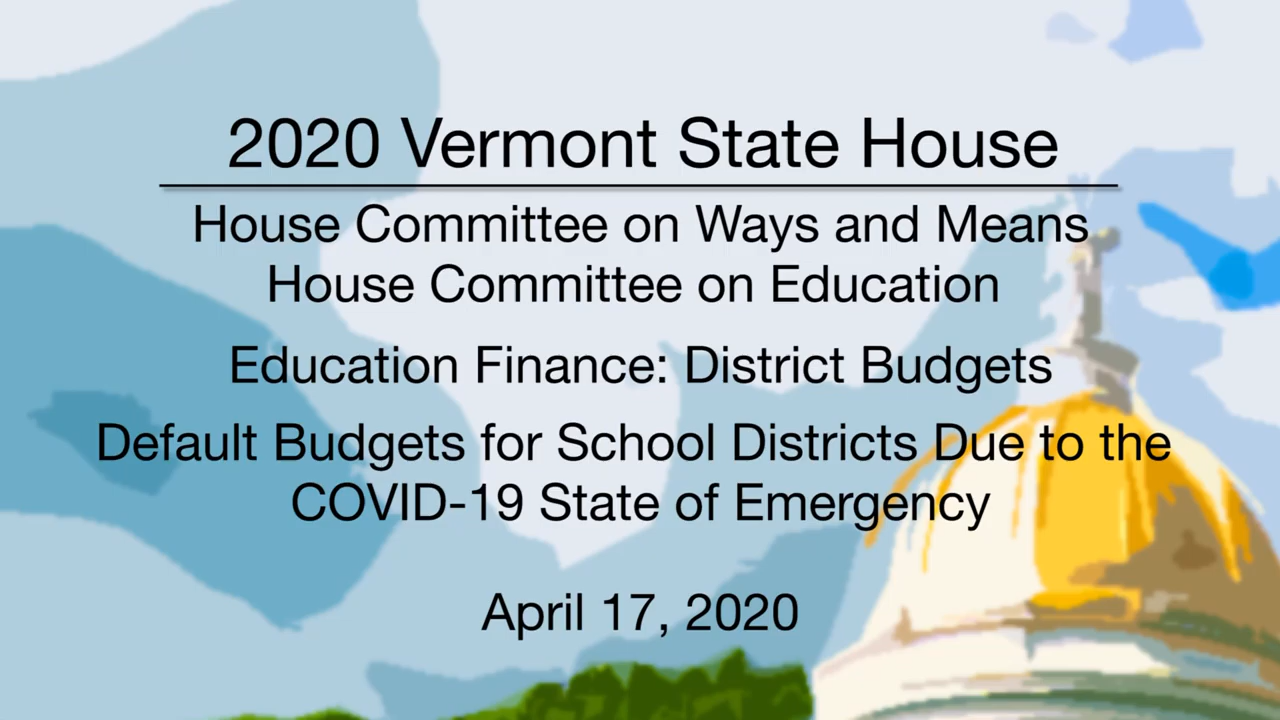 2020 Vermont State House
House Committee on Ways and Means
House Committee on Education
Education Finance: District Budgets
Default Budgets for School Districts Due to the
COVID-19 State of Emergency
April 17, 2020